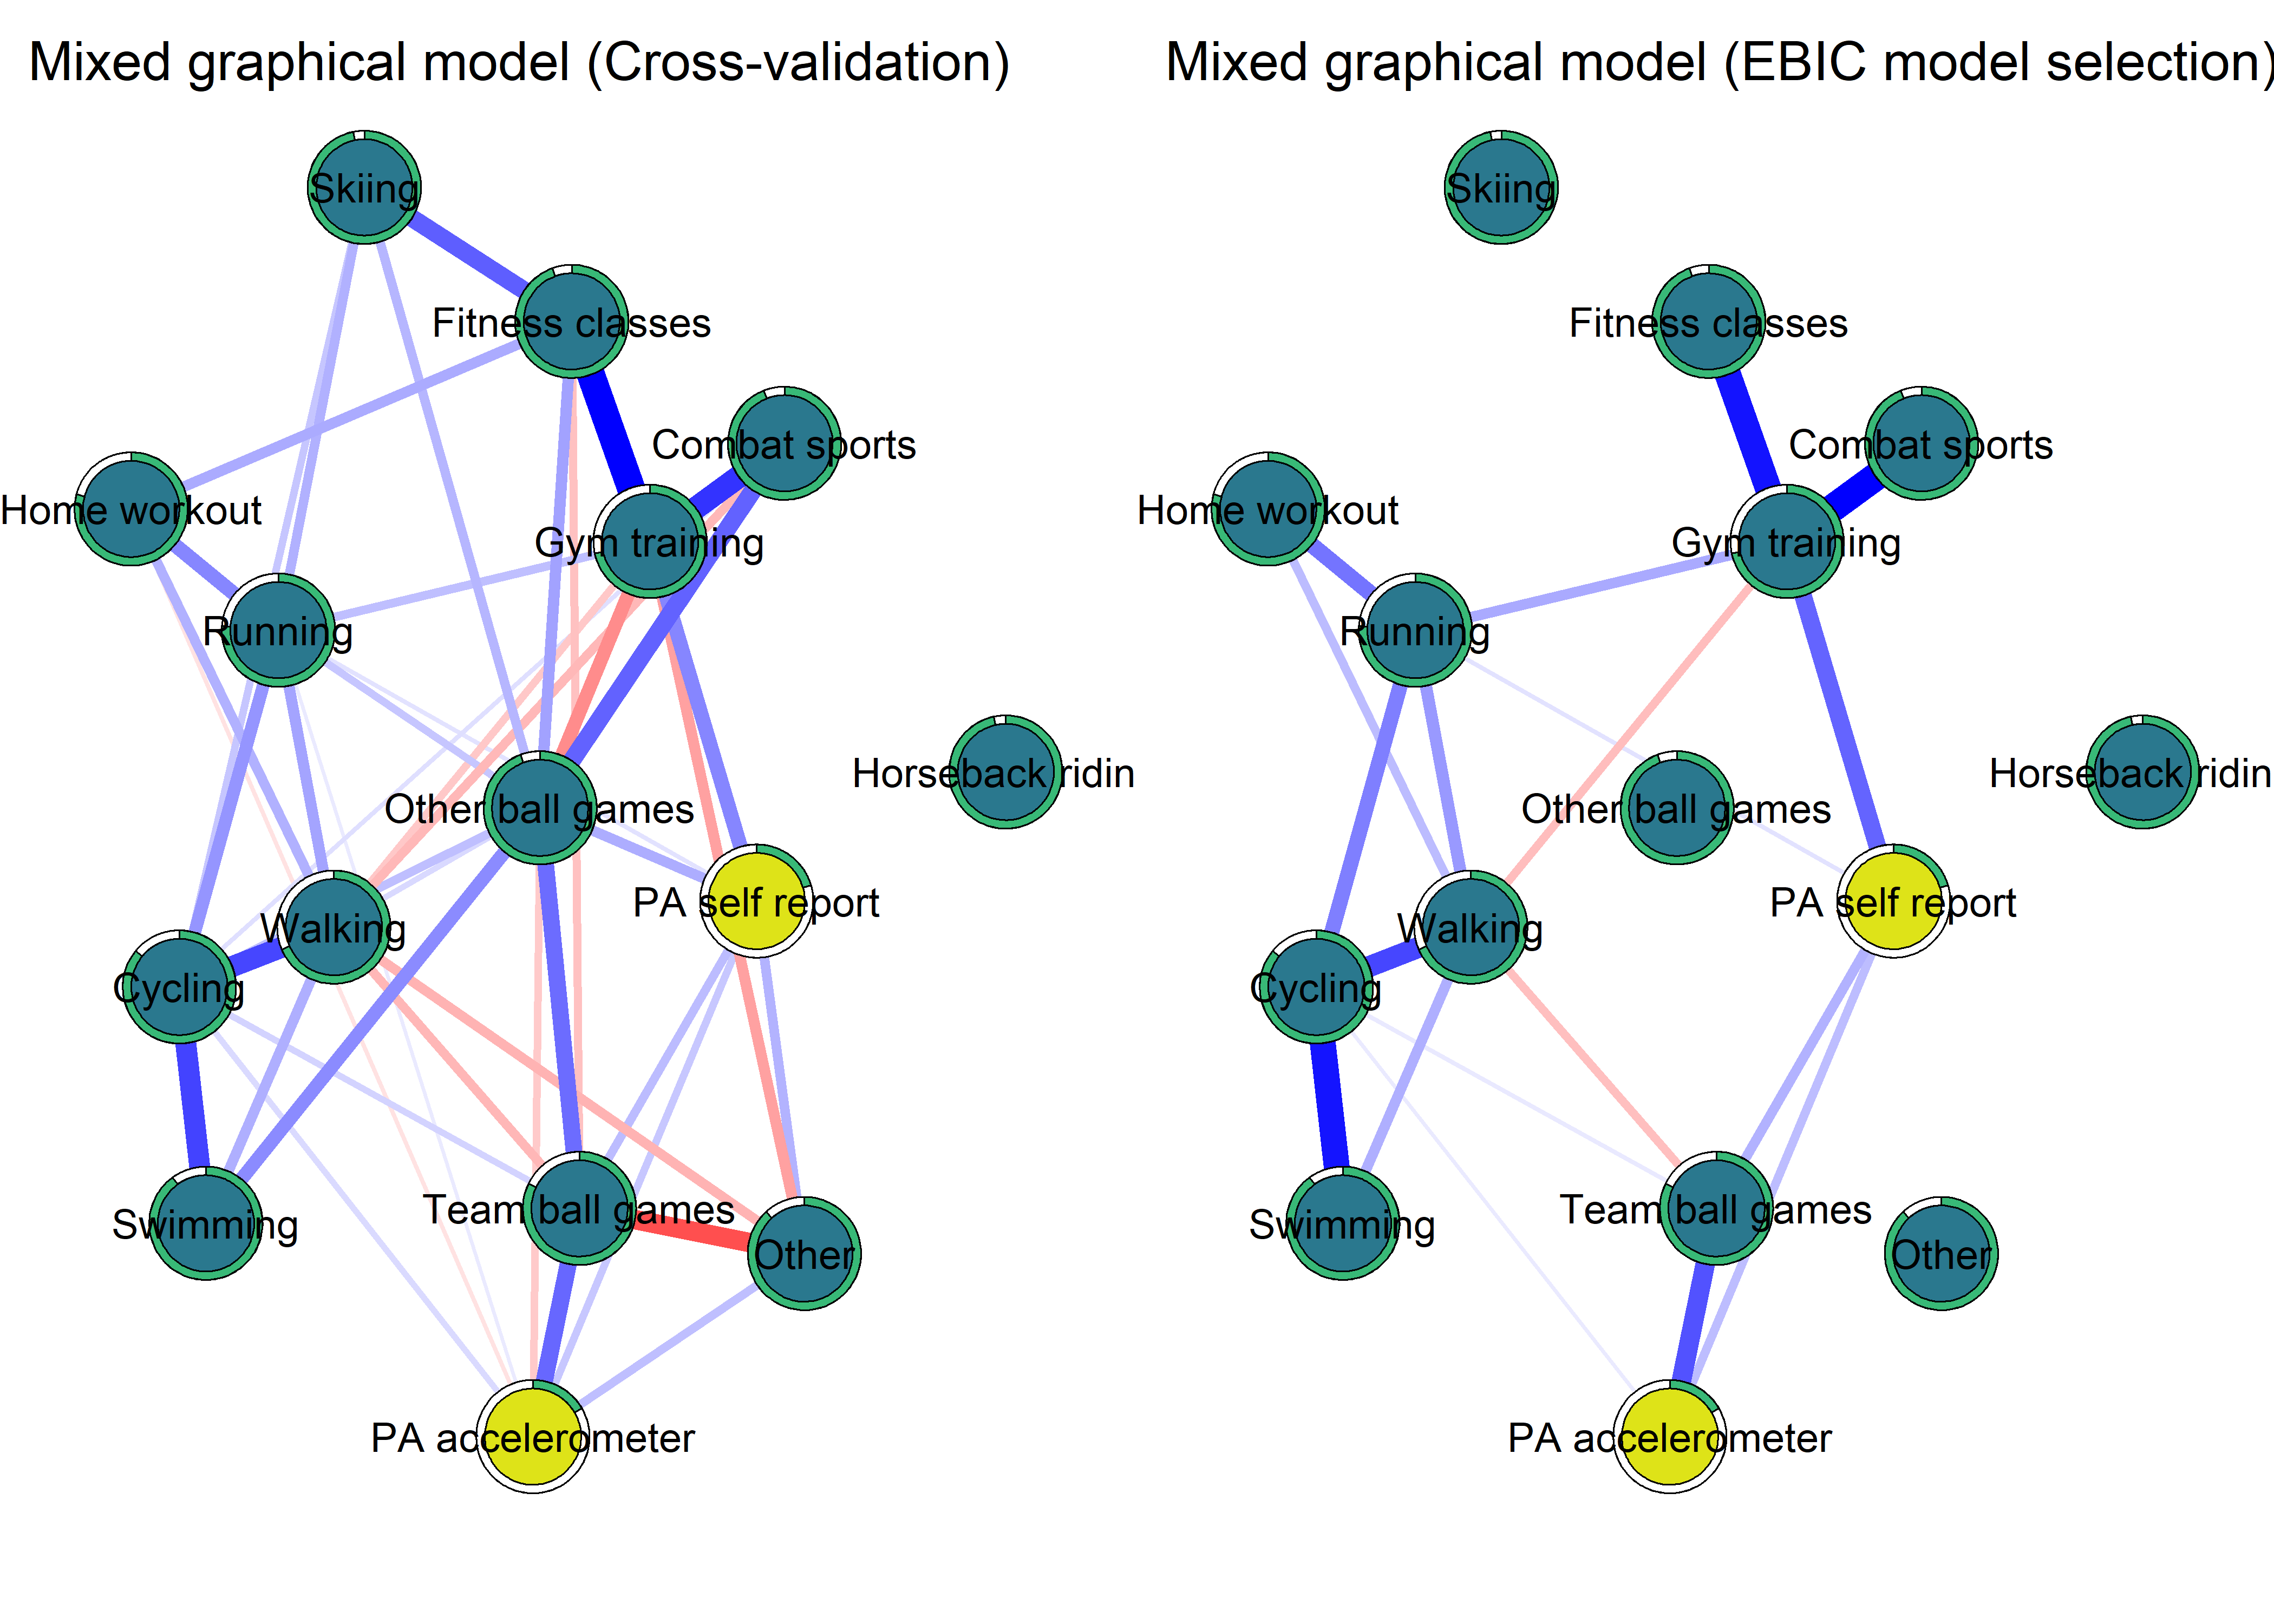 Mixed graphical model (Cross-validation)
Skiing
Fitness classes
Combat sports
Home workout
Gym training
Running
Horseback ridin
Other ball games
PA self report
Walking
Cycling
Team ball games
Swimming
Other
PA accelerometer
Mixed graphical model (EBIC model selection)
Skiing
Fitness classes
Combat sports
Home workout
Gym training
Running
Horseback ridin
Other ball games
PA self report
Walking
Cycling
Team ball games
Swimming
Other
PA accelerometer